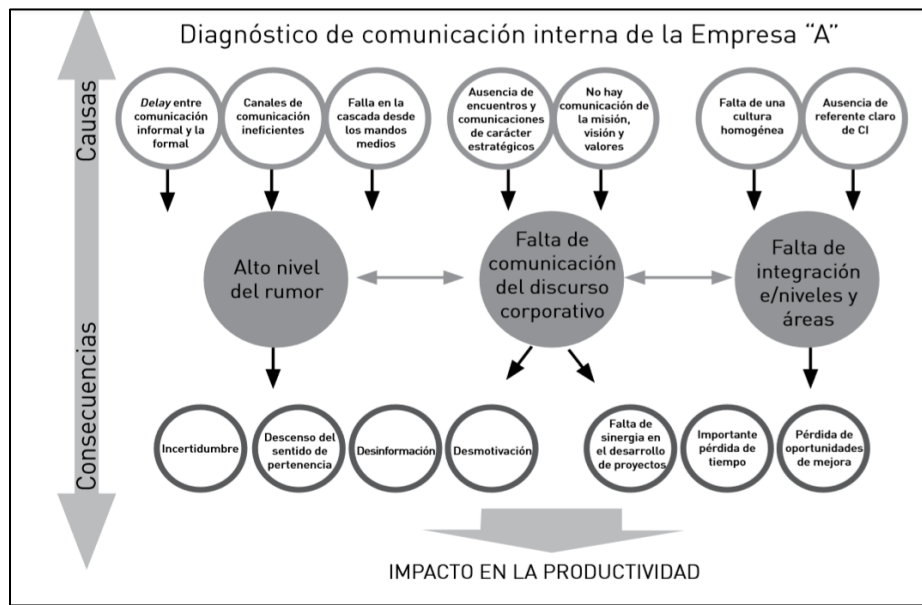 Diagnóstico de comunicación interna de la Empresa “A”
Causas
Delay entre
comunicación
informal y la
formal
Canales de
comunicación
ineficientes
Falla en la
cascada desde
los mandos
medios
Ausencia de
encuentros y
comunicaciones
de carácter
estratégicos
No hay
comunicación
de la misión,
visión y
valores
Falta de una
cultura
homogénea
Ausencia de
referente claro
de CI
Alto nivel
del rumor
Falta de
comunicación
del discurso
corporativo
Falta de
integración
e/niveles y
áreas
Consecuencias
Incertidumbre
Descenso del
sentido de
pertenencia
Desinformación
Desmotivación
Falta de
sinergia en
el desarrollo
de proyectos
Importante
pérdida de
tiempo
Pérdida de
oportunidades
de mejora
IMPACTO EN LA PRODUCTIVIDAD